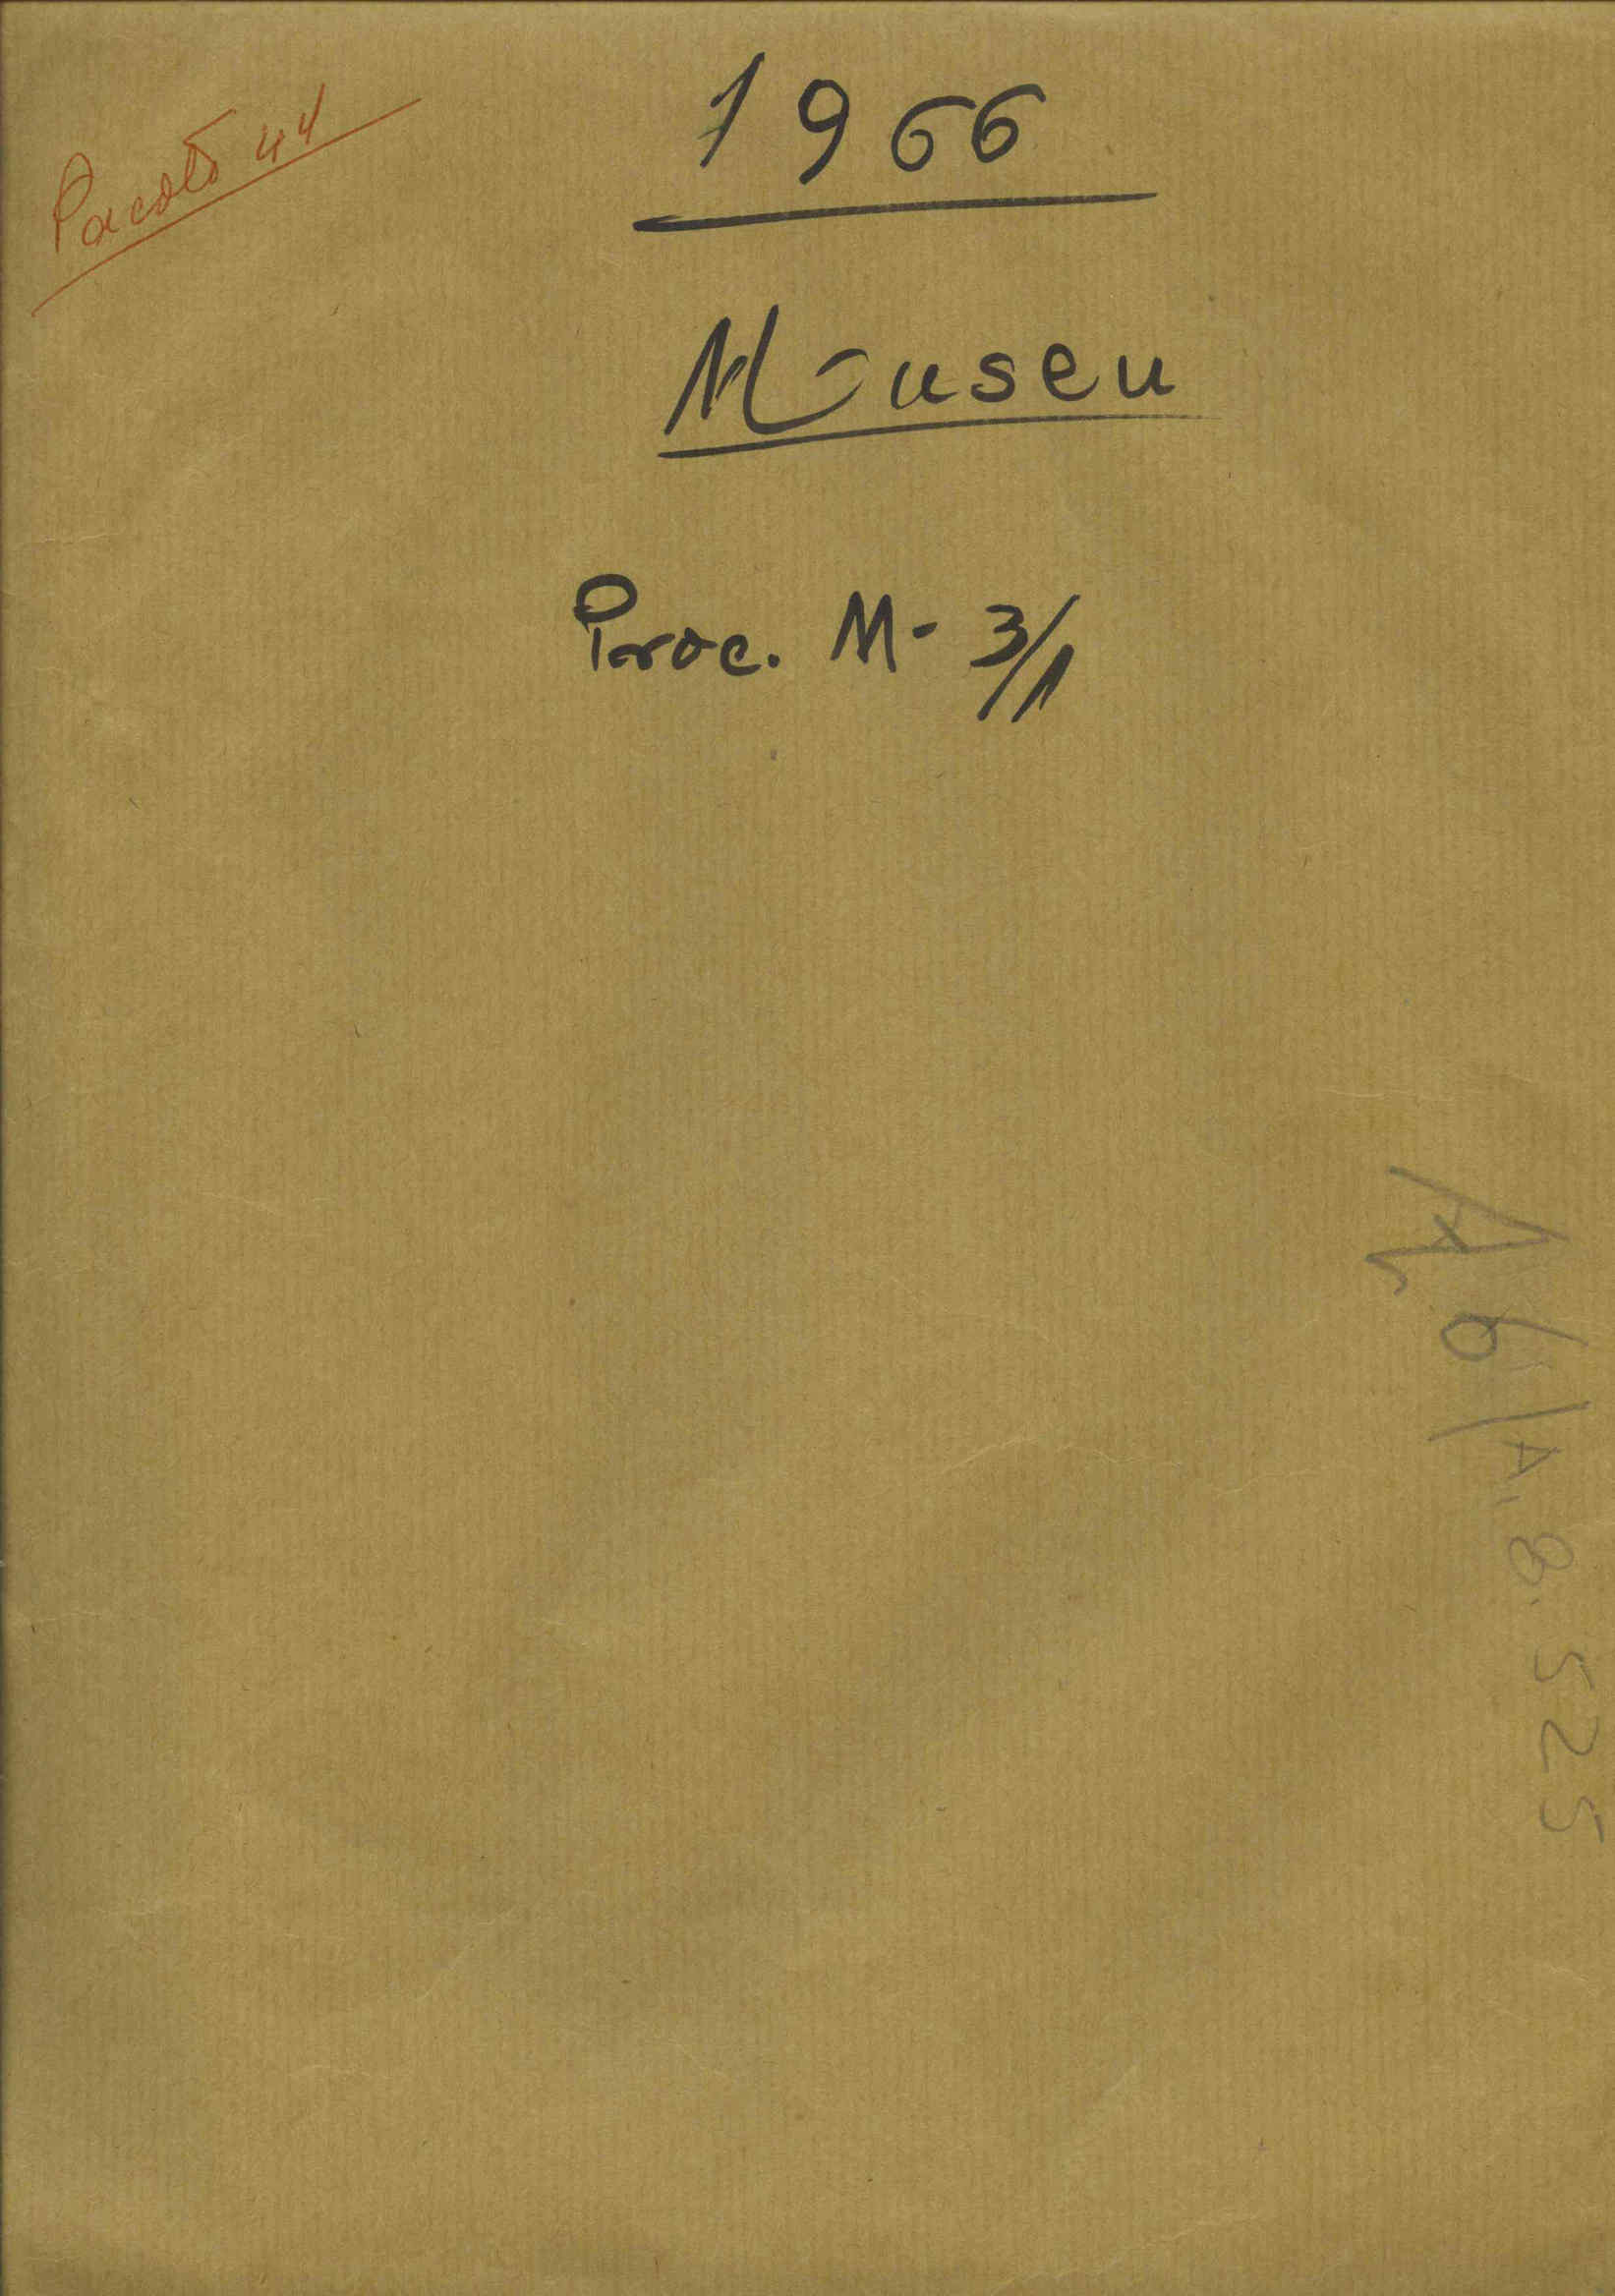 Pacote 44
1966
Museu
Proc. M- 3/1
A6/A.8.525